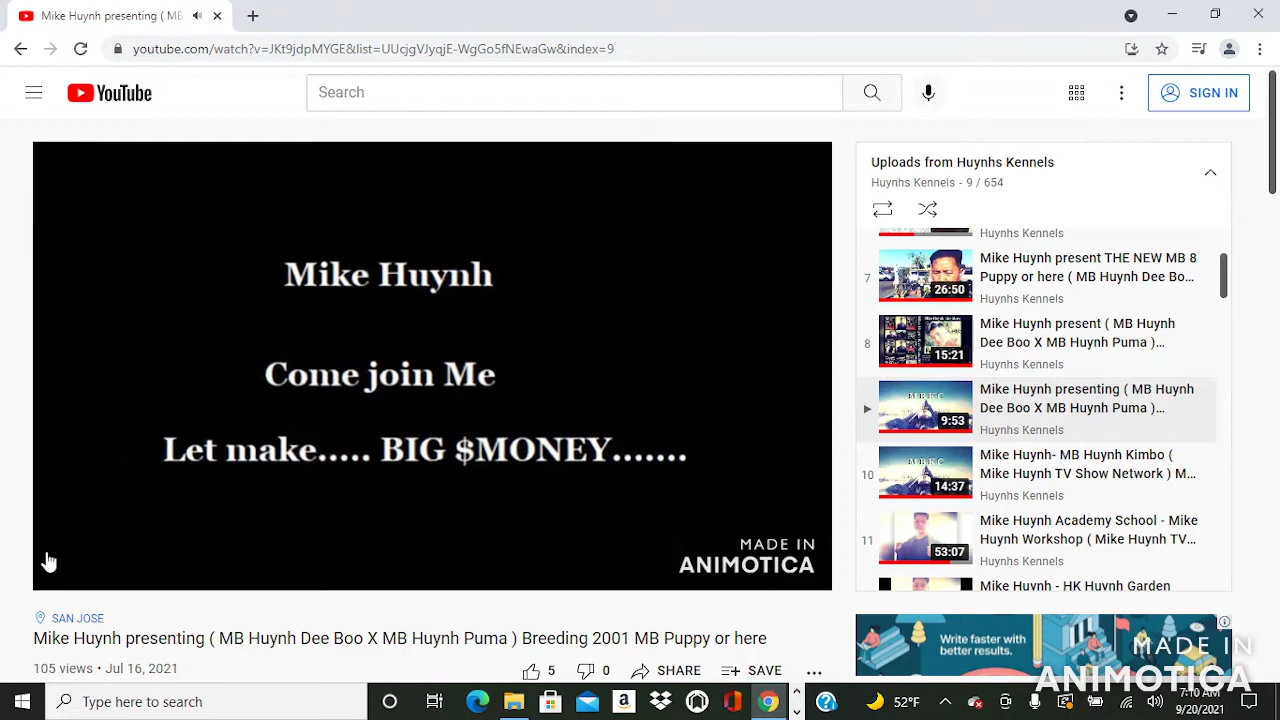 Mike Huynh presenting ( MB
youtube.com/watch?v=JKt9jdpMYGE&list=UUcjgVJyqjE-WgGo5fNEwaGw&index=9
YouTube
Search
SIGN IN
Mike Huynh
Come join Me
Let make..... BIG $MONEY.......
MADE IN
ANIMOTICA
Uploads from Huynhs Kennels
Huynhs Kennels - 9 / 654
Huynhs Kennels
7
26:50
Mike Huynh present THE NEW MB 8
Puppy or here ( MB Huynh Dee Bo...
Huynhs Kennels
8
15:21
Mike Huynh present ( MB Huynh
Dee Boo X MB Huynh Puma )...
Huynhs Kennels
MBKC
9:53
Mike Huynh presenting ( MB Huynh
Dee Boo X MB Huynh Puma )...
Huynhs Kennels
10
MBKC
14:37
Mike Huynh- MB Huynh Kimbo (
Mike Huynh TV Show Network ) M...
Huynhs Kennels
11
53:07
Mike Huynh Academy School - Mike
Huynh Workshop ( Mike Huynh TV...
Huynhs Kennels
Mike Huynh - HK Huynh Garden
SAN JOSE
Mike Huynh presenting ( MB Huynh Dee Boo X MB Huynh Puma ) Breeding 2001 MB Puppy or here
105 views • Jul 16, 2021
5
0
SHARE
SAVE
Write faster with
better results.
MADE IN
ANIMOTICA
Type here to search
52°F
7:10 AM
9/20/2021